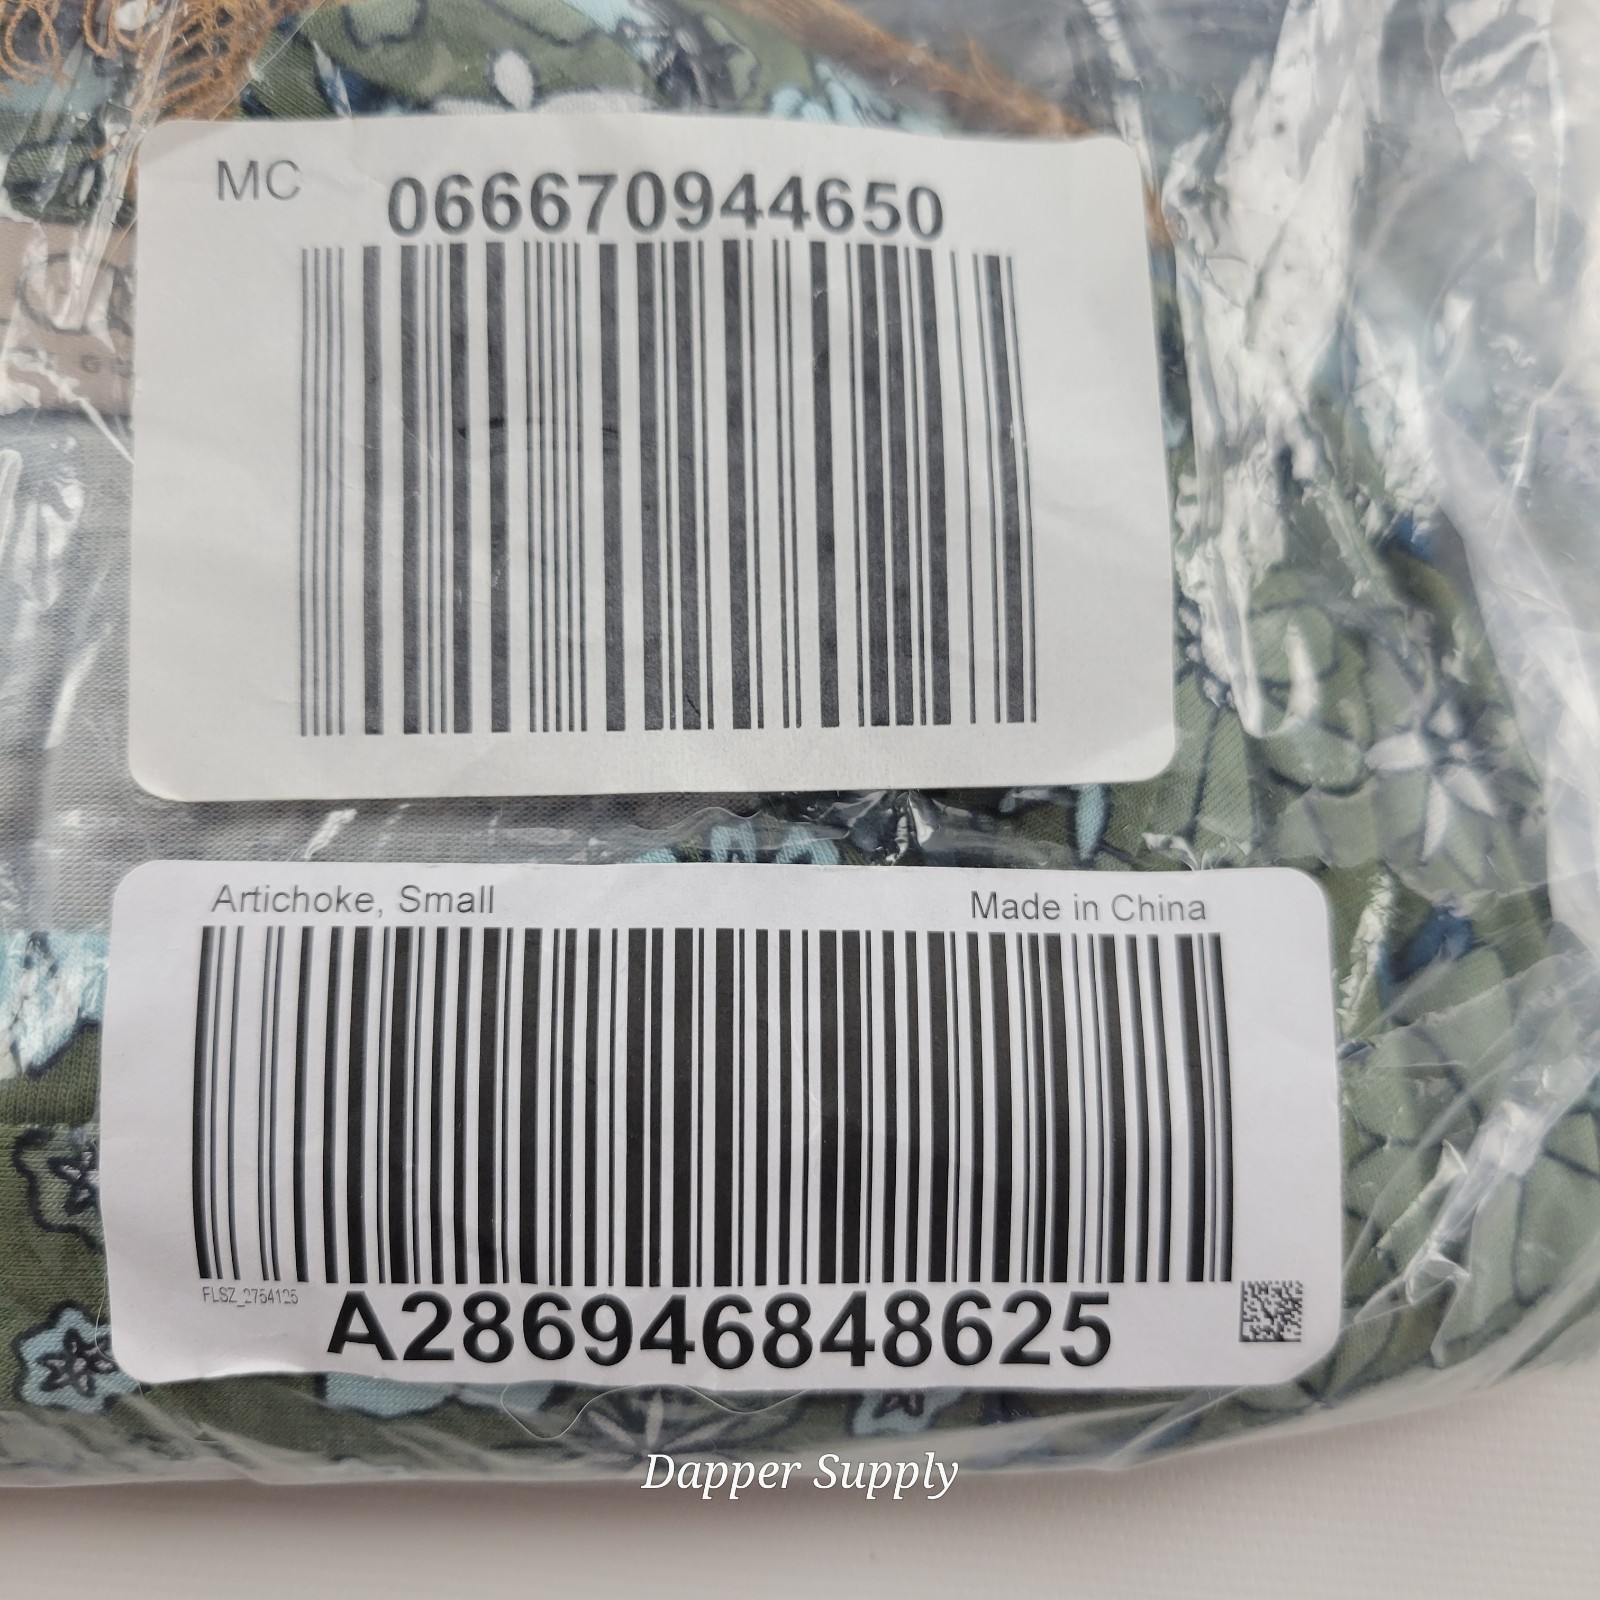 MC
066670944650
Artichoke, Small
Made in China
FLSZ_2754125
A286946848625
Dapper Supply